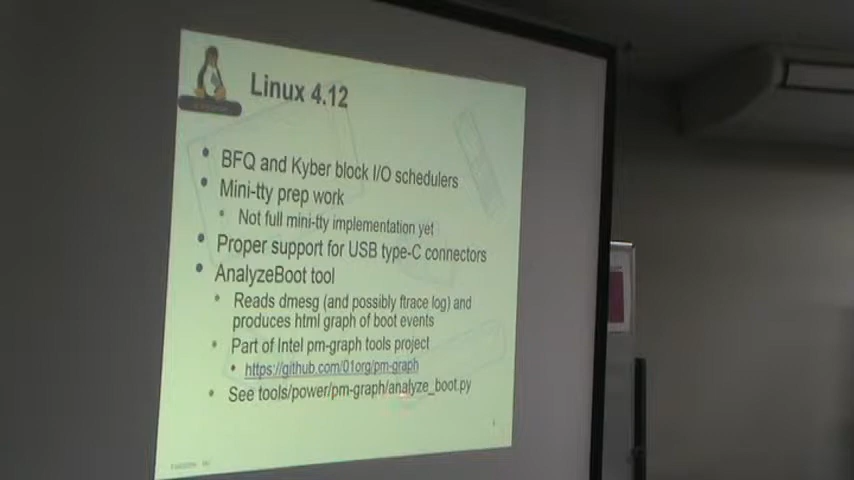 Linux 4.12
• BFQ and Kyber block I/O schedulers
• Mini-tty prep work
• Not full mini-tty implementation yet
• Proper support for USB type-C connectors
• AnalyzeBoot tool
• Reads dmesg (and possibly ftrace log) and
produces html graph of boot events
• Part of Intel pm-graph tools project
• https://github.com/01org/pm-graph
• See tools/power/pm-graph/analyze_boot.py